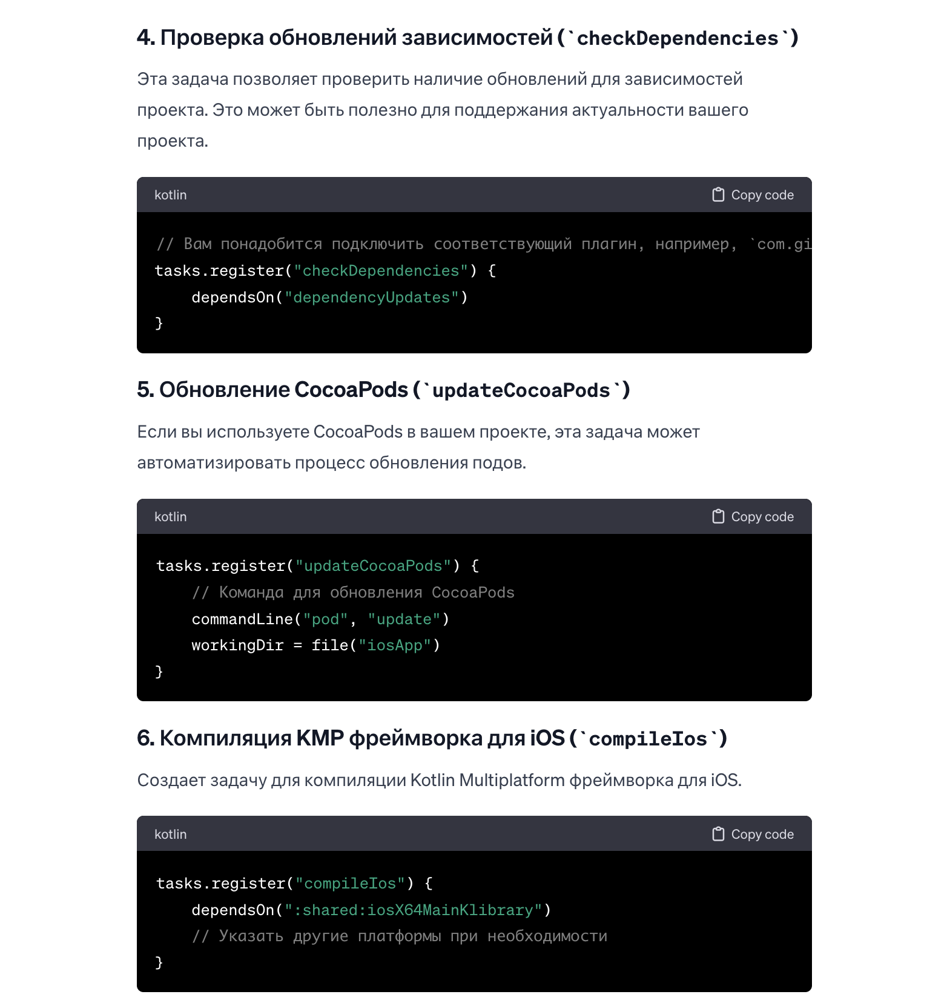 4. Проверка обновлений зависимостей (`checkDependencies`)
Эта задача позволяет проверить наличие обновлений для зависимостей
проекта. Это может быть полезно для поддержания актуальности вашего
проекта.
kotlin
Copy code
// Вам понадобится подключить соответствующий плагин, например, `com.gi
tasks.register("checkDependencies") {
    dependsOn("dependencyUpdates")
}
5. Обновление CocoaPods (`updateCocoaPods`)
Если вы используете CocoaPods в вашем проекте, эта задача может
автоматизировать процесс обновления подов.
kotlin
Copy code
tasks.register("updateCocoaPods") {
    // Команда для обновления CocoaPods
    commandLine("pod", "update")
    workingDir = file("iosApp")
}
6. Компиляция KMP фреймворка для iOS (`compileIos`)
Создает задачу для компиляции Kotlin Multiplatform фреймворка для iOS.
kotlin
Copy code
tasks.register("compileIos") {
    dependsOn(":shared:iosX64MainKlibrary")
    // Указать другие платформы при необходимости
}